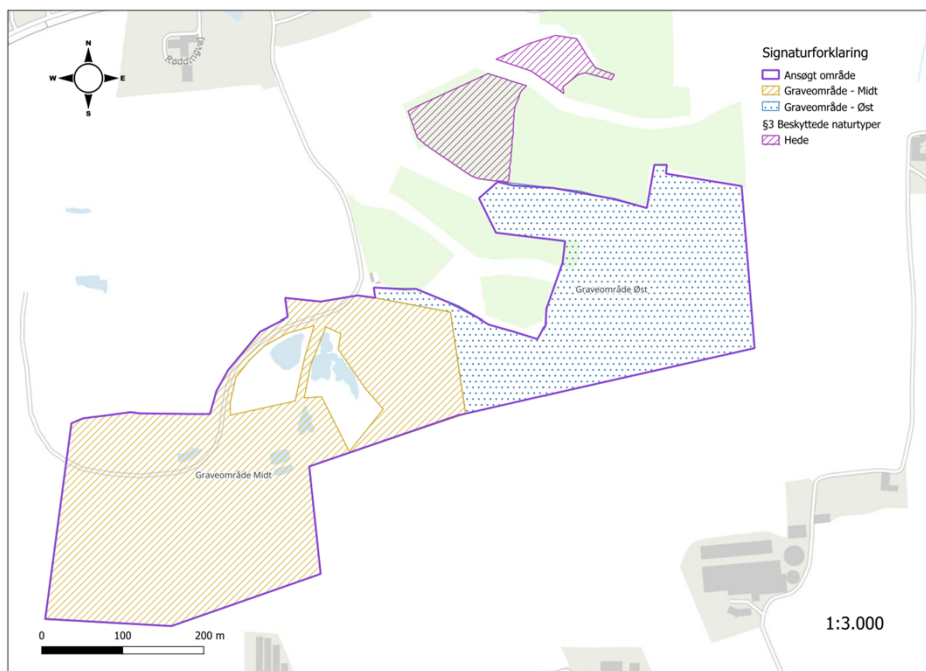 Røddingvej
N
W
E
S
Signaturforklaring
Ansøgt område
Graveområde - Midt
Graveområde - Øst
§3 Beskyttede naturtyper
Hede
Graveområde Øst
Graveområde Midt
0 100 200 m
1:3.000